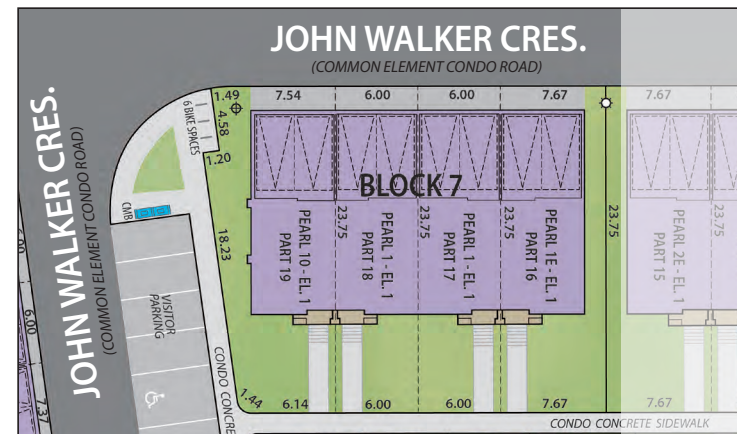 JOHN WALKER CRES.
(COMMON ELEMENT CONDO ROAD)
JOHN WALKER CRES.
(COMMON ELEMENT CONDO ROAD)
1.49
7.54
6.00
6.00
7.67
7.67
6 BIKE SPACES
4.58
1.20
BLOCK 7
CMB
18.23
PEARL 10 - EL. 1
PART 19
23.75
PEARL 1 - EL. 1
PART 18
23.75
PEARL 1 - EL. 1
PART 17
23.75
PEARL 1E - EL. 1
PART 16
23.75
PEARL 2E - EL. 1
PART 15
23.75
VISITOR
PARKING
6.00
7.37
CONDO CONCRE
1.44
6.14
6.00
6.00
7.67
7.67
CONDO CONCRETE SIDEWALK